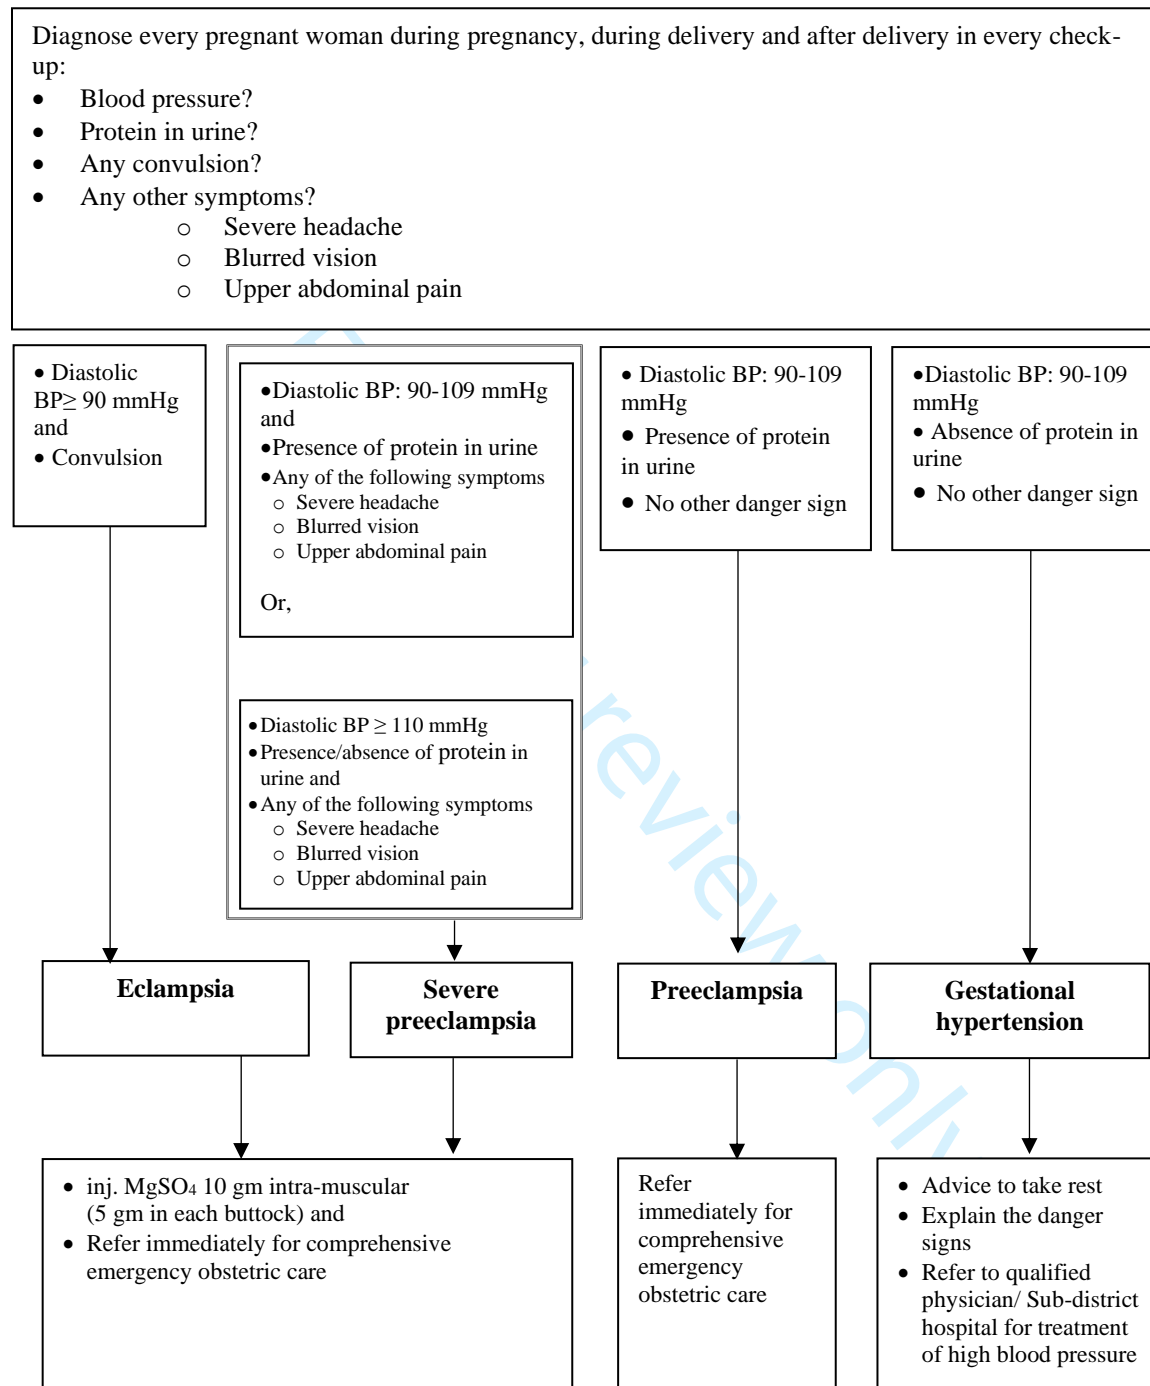 Diagnose every pregnant woman during pregnancy, during delivery and after delivery in every check-
up:
• Blood pressure?
• Protein in urine?
• Any convulsion?
• Any other symptoms?
o Severe headache
o Blurred vision
o Upper abdominal pain
• Diastolic
BP≥ 90 mmHg
and
• Convulsion
•Diastolic BP: 90-109 mmHg
and
•Presence of protein in urine
•Any of the following symptoms
o Severe headache
o Blurred vision
o Upper abdominal pain
Or,
•Diastolic BP ≥ 110 mmHg
•Presence/absence of protein in
urine and
•Any of the following symptoms
o Severe headache
o Blurred vision
o Upper abdominal pain
• Diastolic BP: 90-109
mmHg
• Presence of protein
in urine
• No other danger sign
•Diastolic BP: 90-109
mmHg
• Absence of protein in
urine
• No other danger sign
Eclampsia
Severe
preeclampsia
Preeclampsia
Gestational
hypertension
• inj. MgSO₄ 10 gm intra-muscular
(5 gm in each buttock) and
• Refer immediately for comprehensive
emergency obstetric care
Refer
immediately for
comprehensive
emergency
obstetric care
• Advice to take rest
• Explain the danger
signs
• Refer to qualified
physician/ Sub-district
hospital for treatment
of high blood pressure
review only